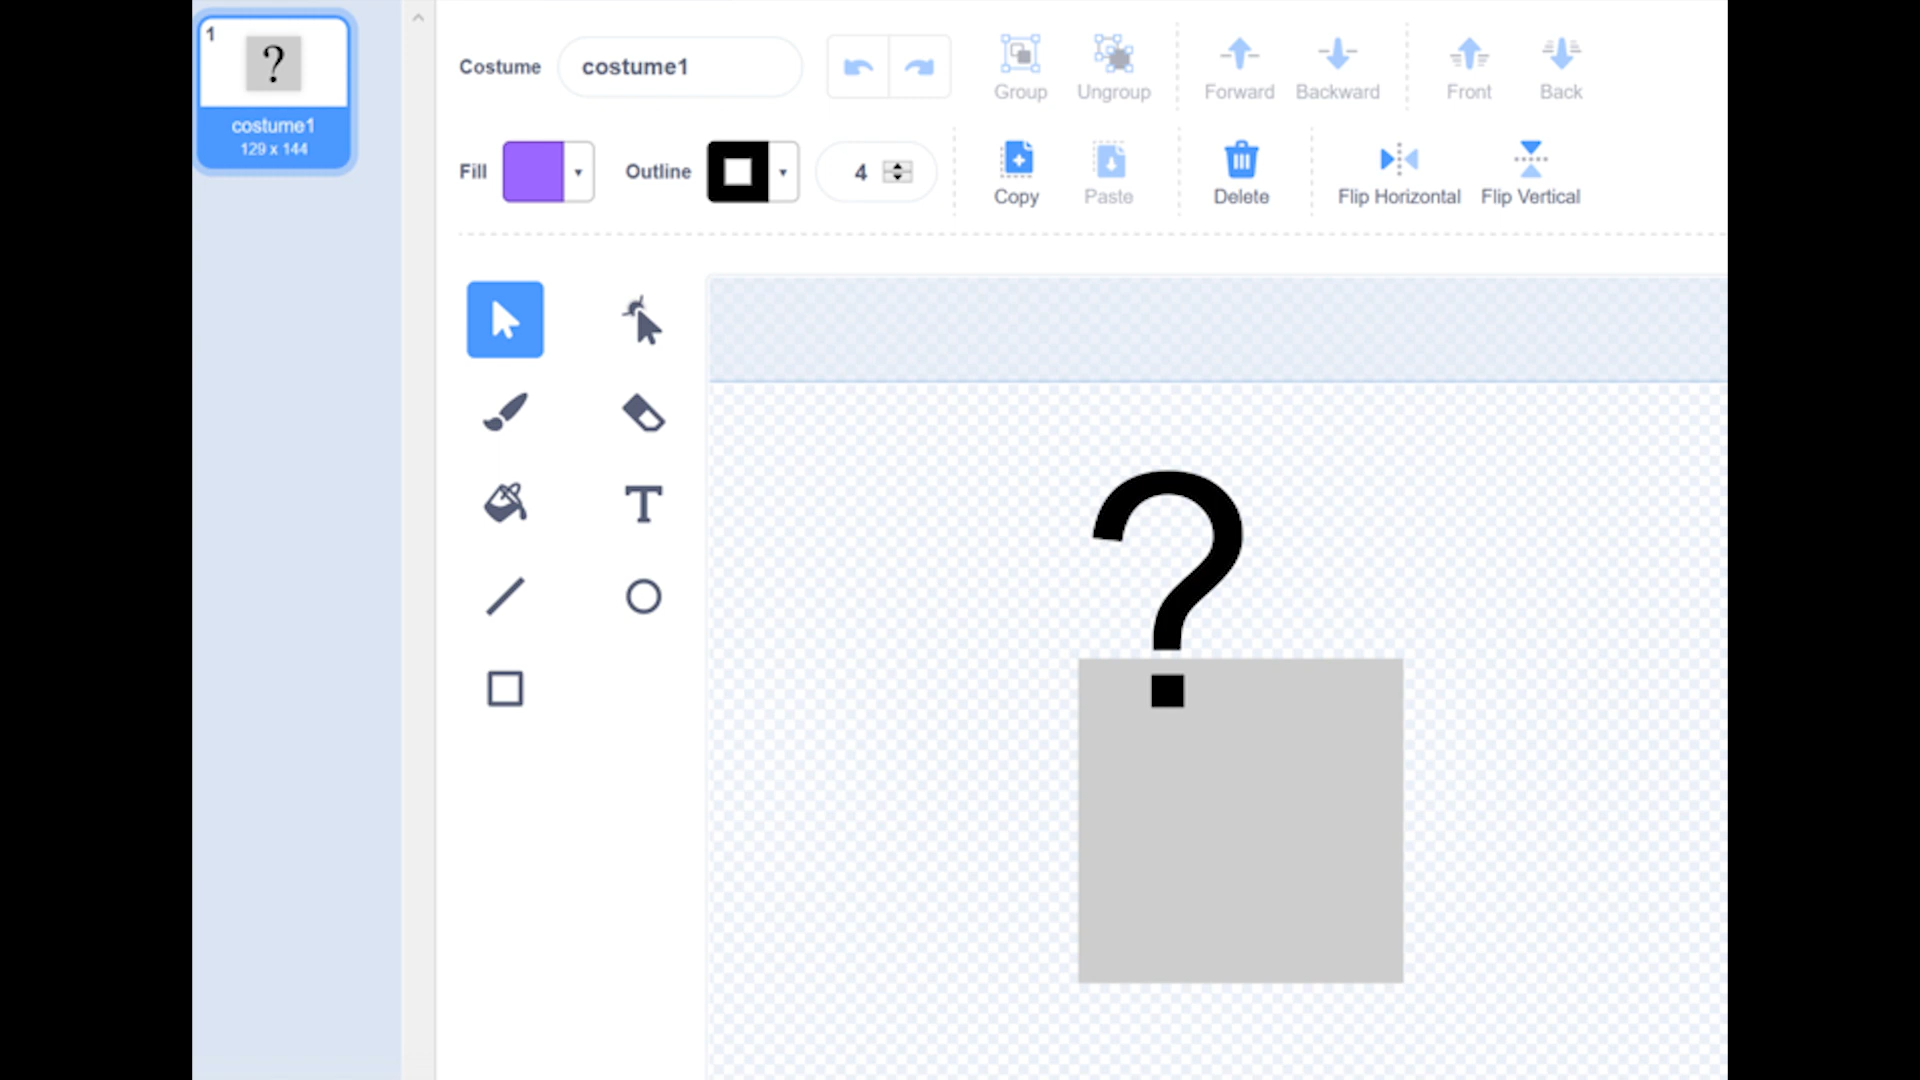 1
?
costume1
129 x 144
Costume
costume1
Group
Ungroup
Forward
Backward
Front
Back
Fill
Outline
4
Copy
Paste
Delete
Flip Horizontal
Flip Vertical
T
?